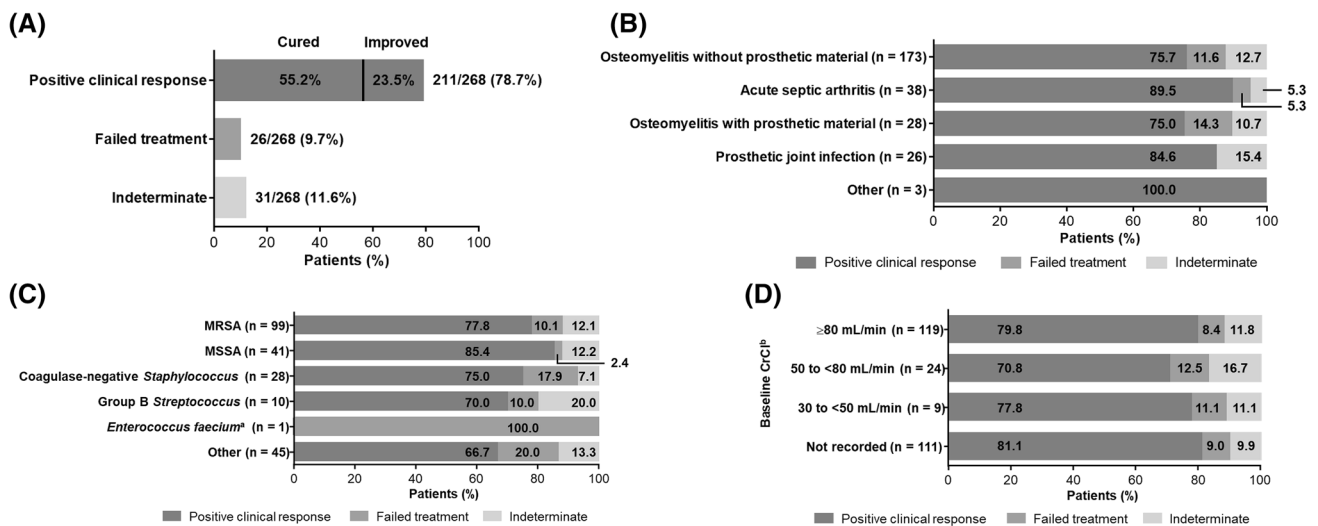 (A)
Cured Improved
Positive clinical response 55.2% 23.5% 211/268 (78.7%)
Failed treatment 26/268 (9.7%)
Indeterminate 31/268 (11.6%)
0 20 40 60 80 100
Patients (%)
(B)
Osteomyelitis without prosthetic material (n = 173) 75.7 11.6 12.7
Acute septic arthritis (n = 38) 89.5 5.3
5.3
Osteomyelitis with prosthetic material (n = 28) 75.0 14.3 10.7
Prosthetic joint infection (n = 26) 84.6 15.4
Other (n = 3) 100.0
0 20 40 60 80 100
Patients (%)
Positive clinical response Failed treatment Indeterminate
(C)
MRSA (n = 99) 77.8 10.1 12.1
MSSA (n = 41) 85.4 12.2
2.4
Coagulase-negative Staphylococcus (n = 28) 75.0 17.9 7.1
Group B Streptococcus (n = 10) 70.0 10.0 20.0
Enterococcus faeciumᵃ (n = 1) 100.0
Other (n = 45) 66.7 20.0 13.3
0 20 40 60 80 100
Patients (%)
Positive clinical response Failed treatment Indeterminate
(D)
Baseline CrClᵇ
≥80 mL/min (n = 119) 79.8 8.4 11.8
50 to <80 mL/min (n = 24) 70.8 12.5 16.7
30 to <50 mL/min (n = 9) 77.8 11.1 11.1
Not recorded (n = 111) 81.1 9.0 9.9
0 20 40 60 80 100
Patients (%)
Positive clinical response Failed treatment Indeterminate